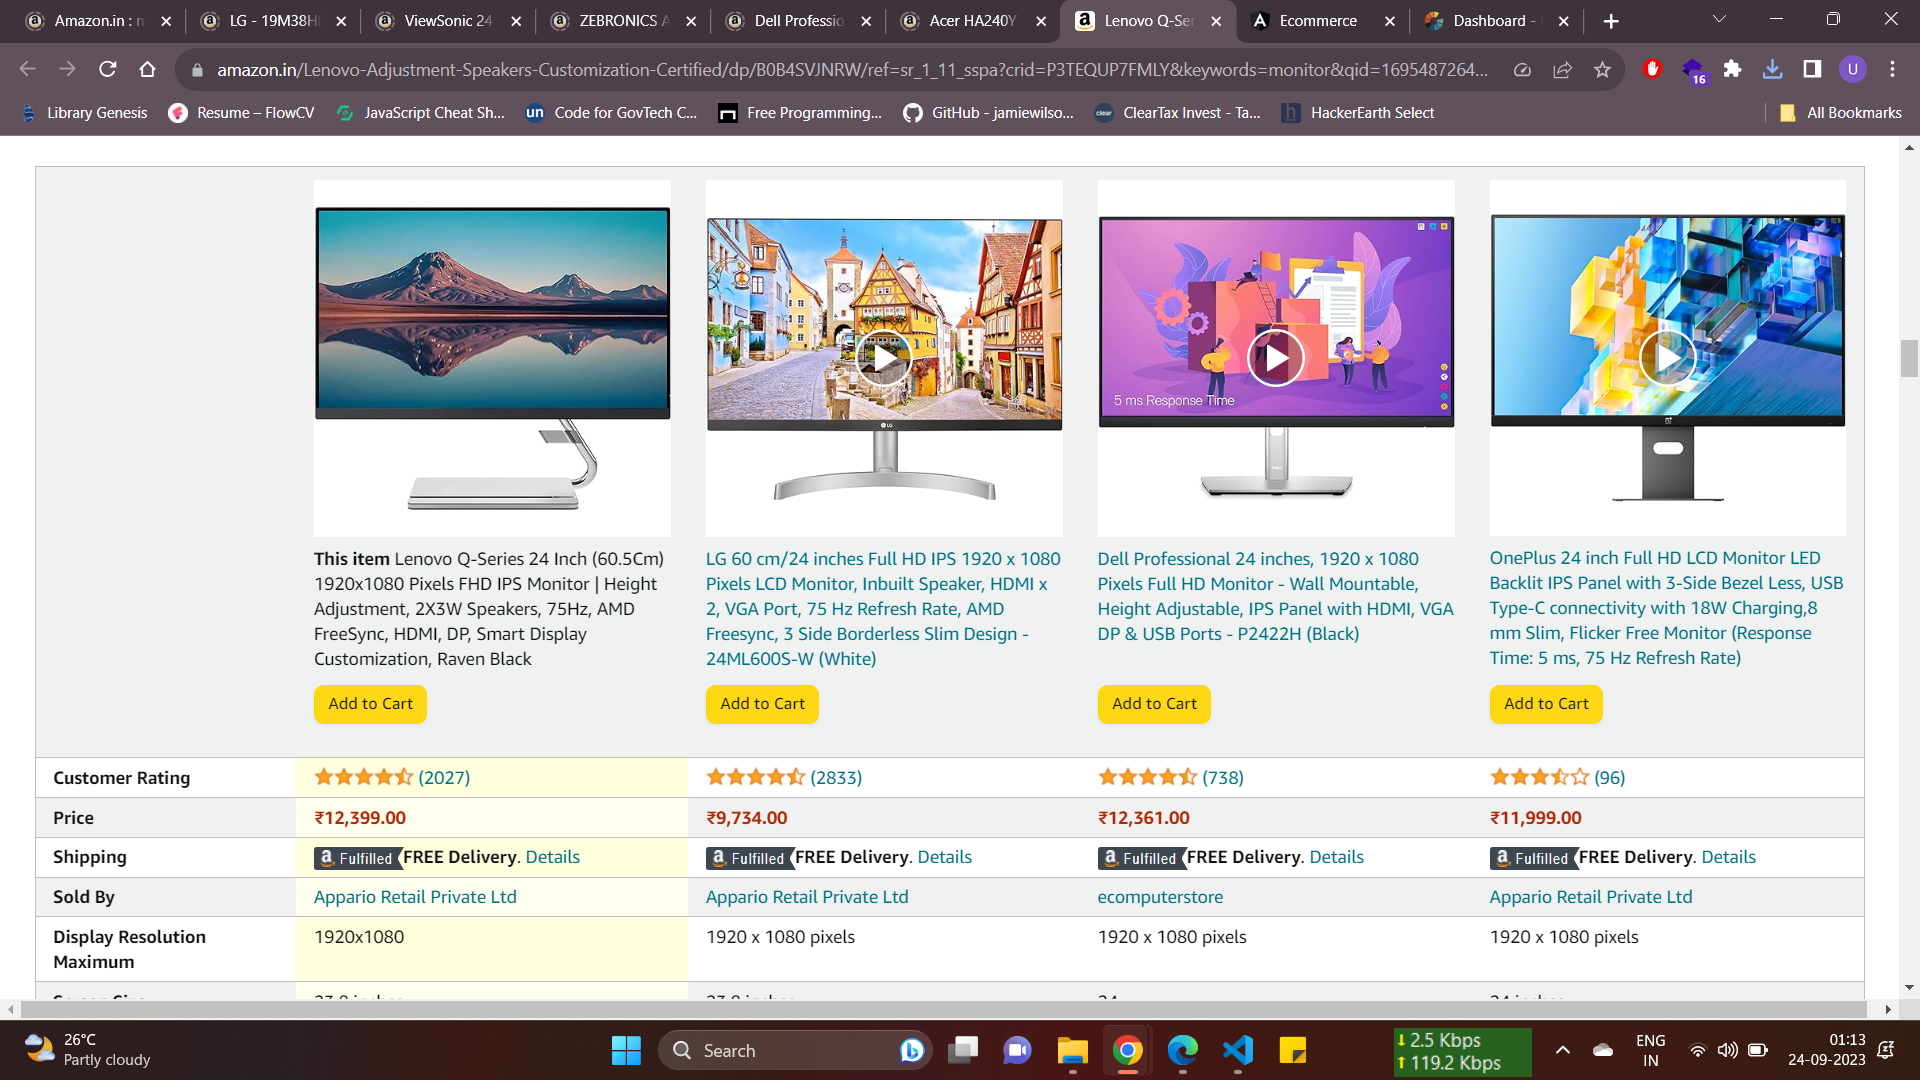 Amazon.in : m
LG - 19M38H
ViewSonic 24
ZEBRONICS A
Dell Professio
Acer HA240Y
Lenovo Q-Ser
Ecommerce
Dashboard -
amazon.in/Lenovo-Adjustment-Speakers-Customization-Certified/dp/B0B4SVJNRW/ref=sr_1_11_sspa?crid=P3TEQUP7FMLY&keywords=monitor&qid=1695487264...
16
U
Library Genesis
Resume – FlowCV
JavaScript Cheat Sh...
un
Code for GovTech C...
Free Programming...
GitHub - jamiewilso...
clear
ClearTax Invest - Ta...
h
HackerEarth Select
All Bookmarks
LG
5 ms Response Time
DELL
This item Lenovo Q-Series 24 Inch (60.5Cm)
1920x1080 Pixels FHD IPS Monitor | Height
Adjustment, 2X3W Speakers, 75Hz, AMD
FreeSync, HDMI, DP, Smart Display
Customization, Raven Black
Add to Cart
LG 60 cm/24 inches Full HD IPS 1920 x 1080
Pixels LCD Monitor, Inbuilt Speaker, HDMI x
2, VGA Port, 75 Hz Refresh Rate, AMD
Freesync, 3 Side Borderless Slim Design -
24ML600S-W (White)
Add to Cart
Dell Professional 24 inches, 1920 x 1080
Pixels Full HD Monitor - Wall Mountable,
Height Adjustable, IPS Panel with HDMI, VGA
DP & USB Ports - P2422H (Black)
Add to Cart
OnePlus 24 inch Full HD LCD Monitor LED
Backlit IPS Panel with 3-Side Bezel Less, USB
Type-C connectivity with 18W Charging,8
mm Slim, Flicker Free Monitor (Response
Time: 5 ms, 75 Hz Refresh Rate)
Add to Cart
Customer Rating
(2027)
(2833)
(738)
(96)
Price
₹12,399.00
₹9,734.00
₹12,361.00
₹11,999.00
Shipping
a Fulfilled FREE Delivery. Details
a Fulfilled FREE Delivery. Details
a Fulfilled FREE Delivery. Details
a Fulfilled FREE Delivery. Details
Sold By
Appario Retail Private Ltd
Appario Retail Private Ltd
ecomputerstore
Appario Retail Private Ltd
Display Resolution
Maximum
1920x1080
1920 x 1080 pixels
1920 x 1080 pixels
1920 x 1080 pixels
26°C
Partly cloudy
Search
2.5 Kbps
119.2 Kbps
ENG
IN
01:13
24-09-2023